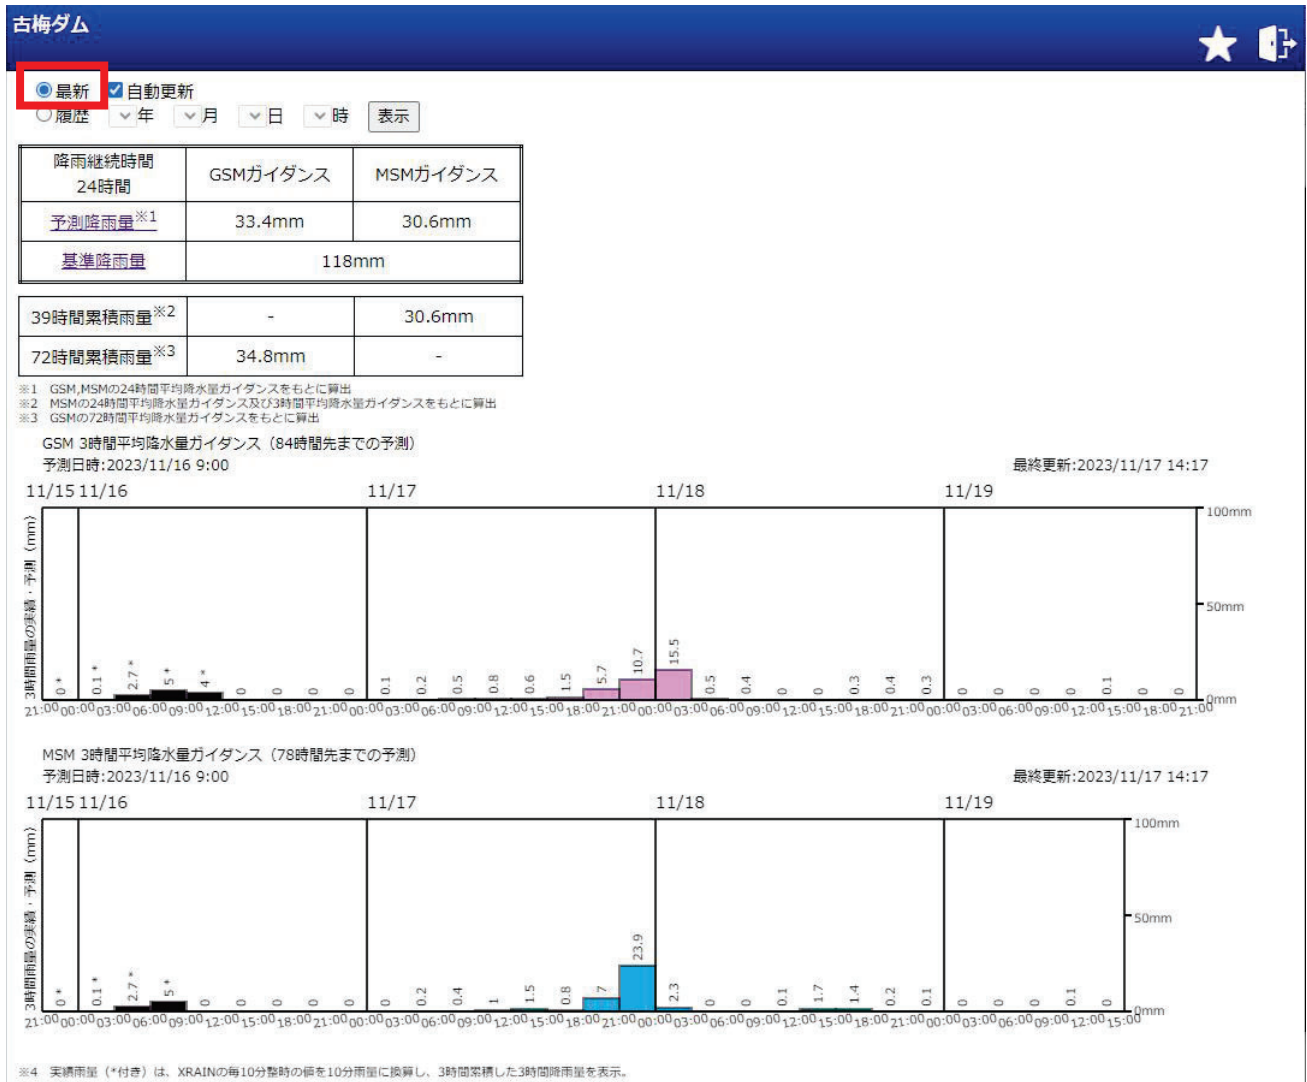 古梅ダム
最新 自動更新
履歴 年 月 日 時 表示
降雨継続時間 24時間 GSMガイダンス MSMガイダンス
予測降雨量※1 33.4mm 30.6mm
基準降雨量 118mm
39時間累積雨量※2 - 30.6mm
72時間累積雨量※3 34.8mm -
※1 GSM,MSMの24時間平均降水量ガイダンスをもとに算出
※2 MSMの24時間平均降水量ガイダンス及び3時間平均降水量ガイダンスをもとに算出
※3 GSMの72時間平均降水量ガイダンスをもとに算出
GSM 3時間平均降水量ガイダンス（84時間先までの予測）
予測日時:2023/11/16 9:00 最終更新:2023/11/17 14:17
11/15 11/16 11/17 11/18 11/19
3時間雨量の実績・予測（mm）
100mm
50mm
0mm
0* 0.1* 2.7* 5* 4* 0 0 0 0 0.1 0.2 0.5 0.8 0.6 1.5 5.7 10.7 15.5 0.5 0.4 0 0 0.3 0.4 0.3 0 0 0 0 0.1 0 0
21:00 00:00 03:00 06:00 09:00 12:00 15:00 18:00 21:00 00:00 03:00 06:00 09:00 12:00 15:00 18:00 21:00 00:00 03:00 06:00 09:00 12:00 15:00 18:00 21:00 00:00 03:00 06:00 09:00 12:00 15:00 18:00 21:00
MSM 3時間平均降水量ガイダンス（78時間先までの予測）
予測日時:2023/11/16 9:00 最終更新:2023/11/17 14:17
11/15 11/16 11/17 11/18 11/19
3時間雨量の実績・予測（mm）
100mm
50mm
0mm
0* 0.1* 2.7* 5* 0 0 0 0 0 0 0.2 0.4 1 1.5 0.8 7 23.9 2.3 0 0 0.1 1.7 1.4 0.2 0.1 0 0 0 0.1 0
21:00 00:00 03:00 06:00 09:00 12:00 15:00 18:00 21:00 00:00 03:00 06:00 09:00 12:00 15:00 18:00 21:00 00:00 03:00 06:00 09:00 12:00 15:00 18:00 21:00 00:00 03:00 06:00 09:00 12:00 15:00
※4 実績雨量（*付き）は、XRAINの毎10分整時の値を10分雨量に換算し、3時間累積した3時間降雨量を表示。